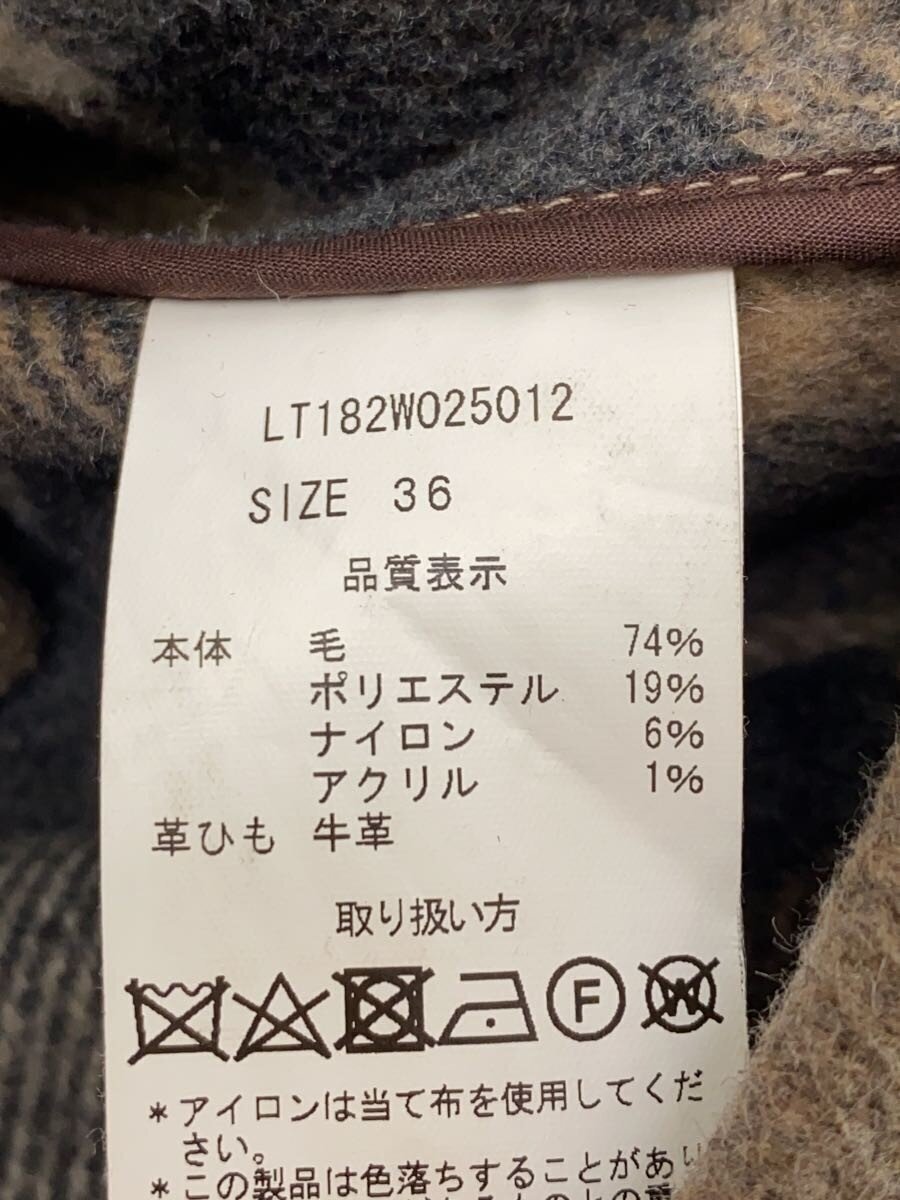 LT182W025012
SIZE 36
品質表示
本体 毛 74%
ポリエステル 19%
ナイロン 6%
アクリル 1%
革ひも 牛革
取り扱い方
F W
*アイロンは当て布を使用してくだ
さい。
*この製品は色落ちすることがあり